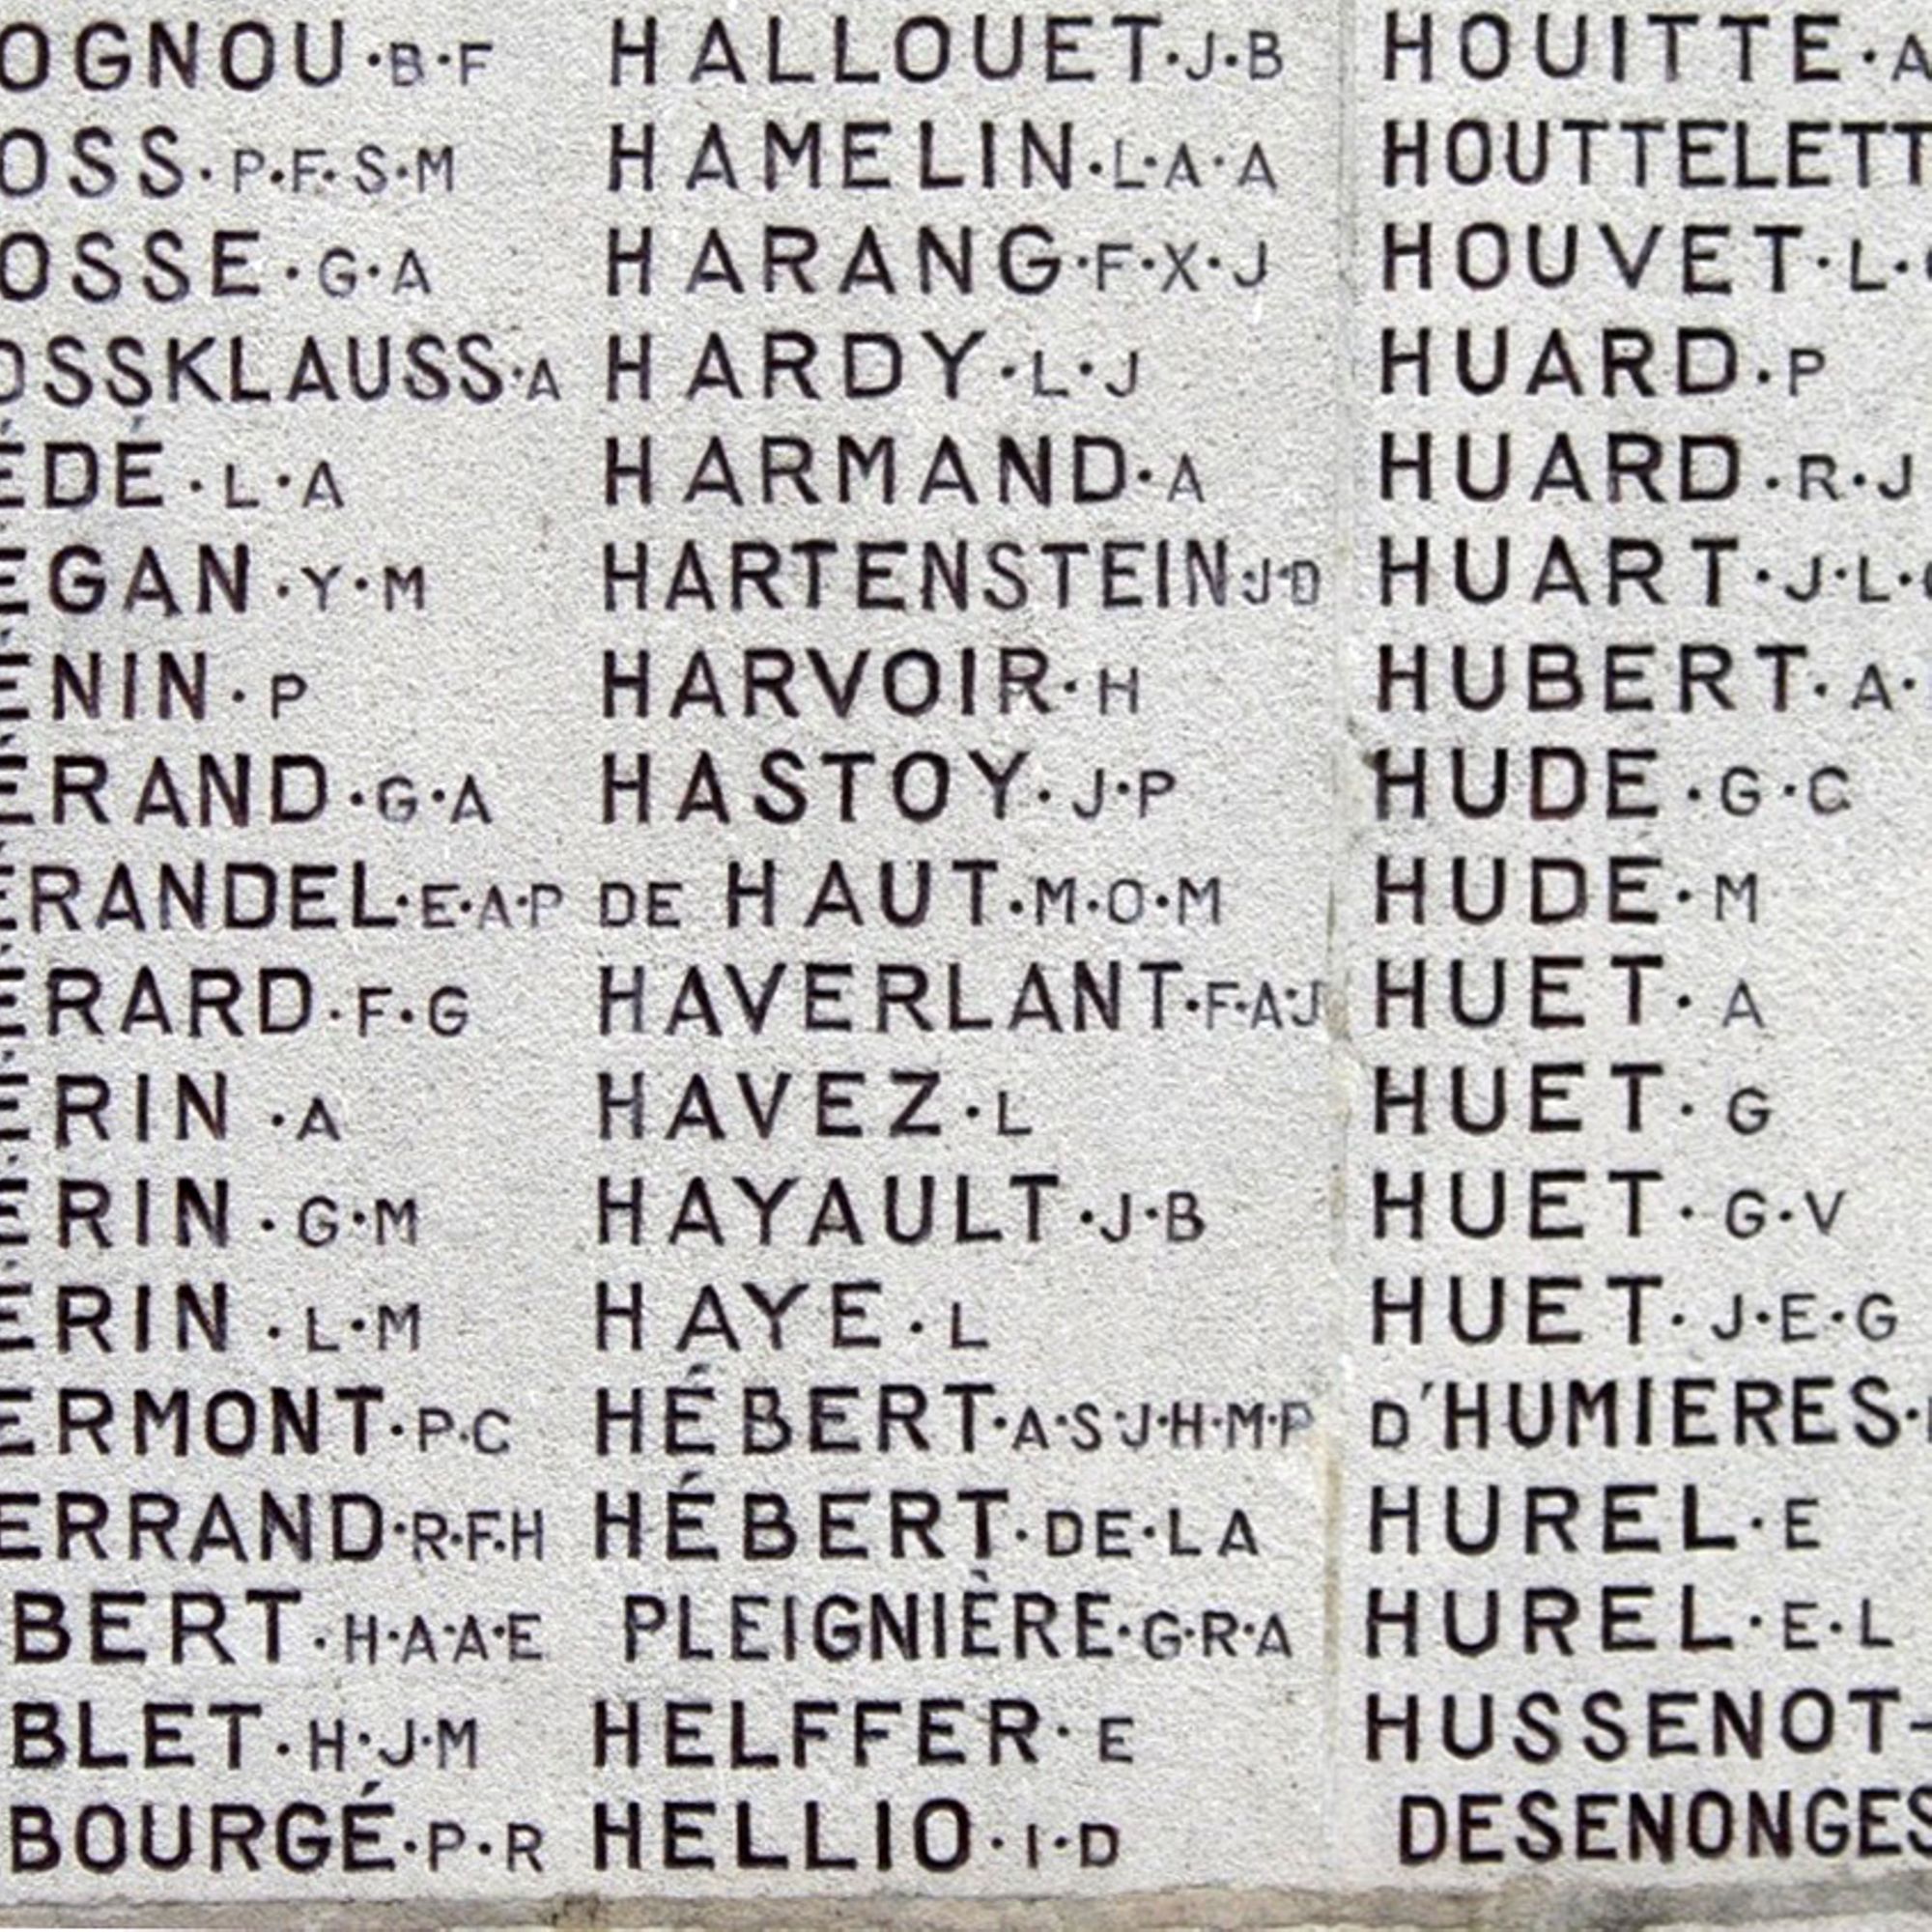 OGNOU·B·F
OSS·P·F·S·M
OSSE·G·A
OSSKLAUSS·A
ÉDÉ·L·A
EGAN·Y·M
ENIN·P
ERAND·G·A
ERANDEL·E·A·P
ERARD·F·G
ERIN·A
ERIN·G·M
ERIN·L·M
ERMONT·P·C
ERRAND·R·F·H
BERT·H·A·A·E
BLET·H·J·M
BOURGÉ·P·R
HALLOUET·J·B
HAMELIN·L·A·A
HARANG·F·X·J
HARDY·L·J
HARMAND·A
HARTENSTEIN·J·D
HARVOIR·H
HASTOY·J·P
DE HAUT·M·O·M
HAVERLANT·F·A·J
HAVEZ·L
HAYAULT·J·B
HAYE·L
HÉBERT·A·S·J·H·M·P
HÉBERT·DE·LA
PLEIGNIÈRE·G·R·A
HELFFER·E
HELLIO·I·D
HOUITTE·A
HOUTTELETT
HOUVET·L·
HUARD·P
HUARD·R·J
HUART·J·L·
HUBERT·A·
HUDE·G·C
HUDE·M
HUET·A
HUET·G
HUET·G·V
HUET·J·E·G
D'HUMIERES·
HUREL·E
HUREL·E·L
HUSSENOT-
DESENONGES